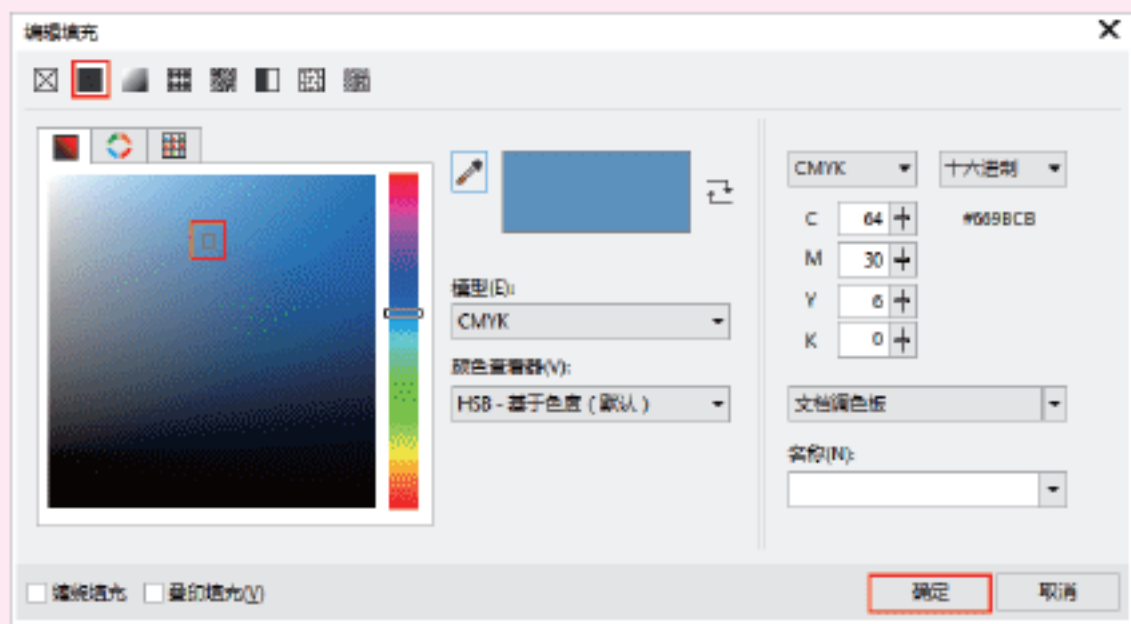 编辑填充
CMYK
十六进制
C 64
#669BCB
M 30
Y 6
K 0
模型(E):
CMYK
颜色查看器(V):
HSB - 基于色度（默认）
文档调色板
名称(N):
缠绕填充
叠印填充(V)
确定
取消